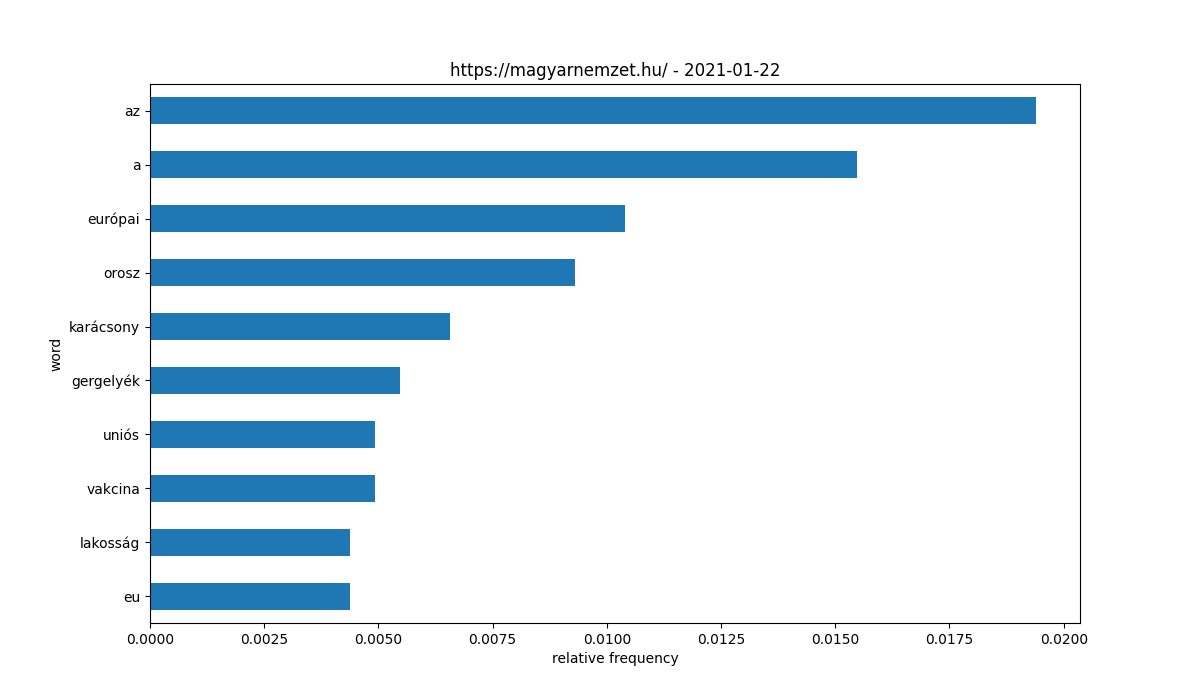 https://magyarnemzet.hu/ - 2021-01-22
az
a
európai
orosz
karácsony
gergelyék
uniós
vakcina
lakosság
eu
word
0.0000 0.0025 0.0050 0.0075 0.0100 0.0125 0.0150 0.0175 0.0200
relative frequency